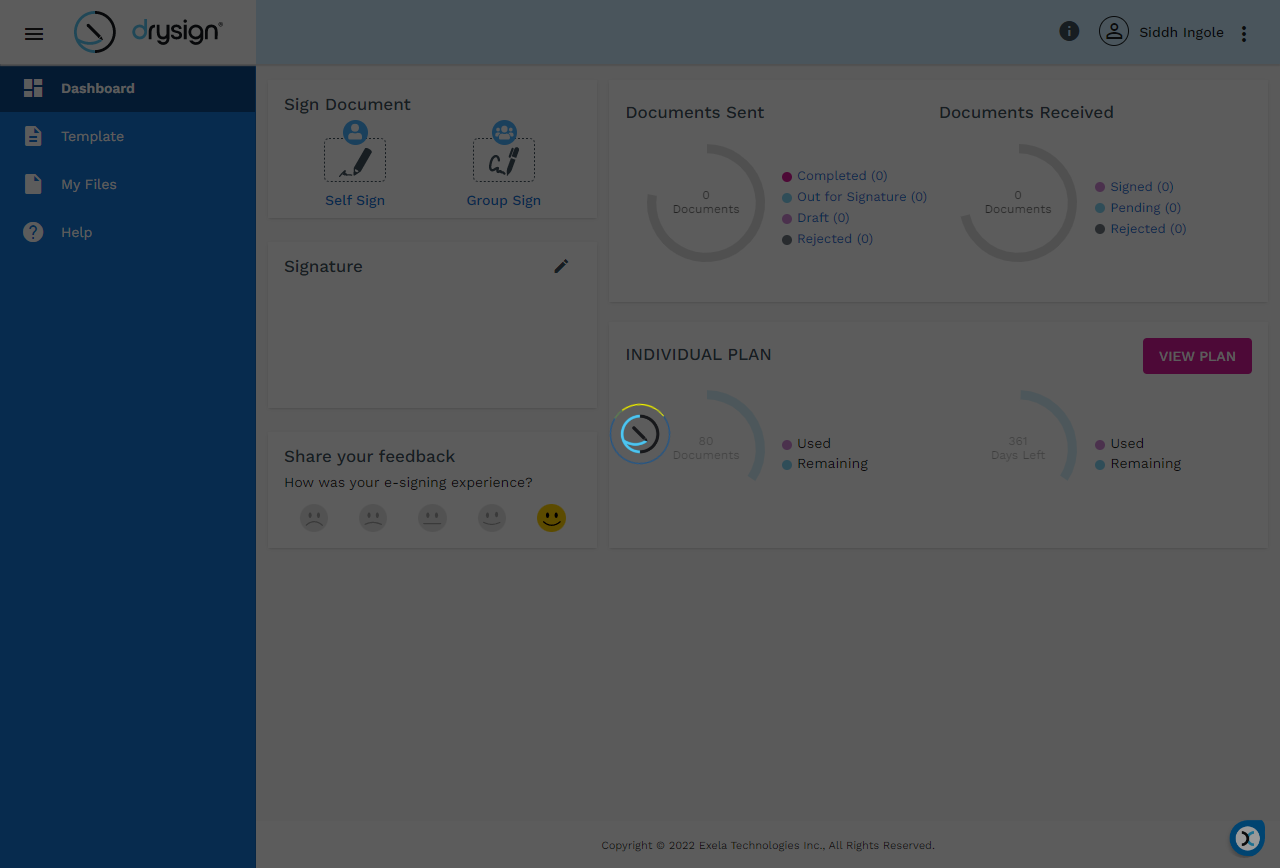 drysign®
Siddh Ingole
Dashboard
Template
My Files
Help
Sign Document
Self Sign
Group Sign
Signature
Share your feedback
How was your e-signing experience?
Documents Sent
0
Documents
Completed (0)
Out for Signature (0)
Draft (0)
Rejected (0)
Documents Received
0
Documents
Signed (0)
Pending (0)
Rejected (0)
INDIVIDUAL PLAN
VIEW PLAN
80
Documents
Used
Remaining
361
Days Left
Used
Remaining
Copyright © 2022 Exela Technologies Inc., All Rights Reserved.